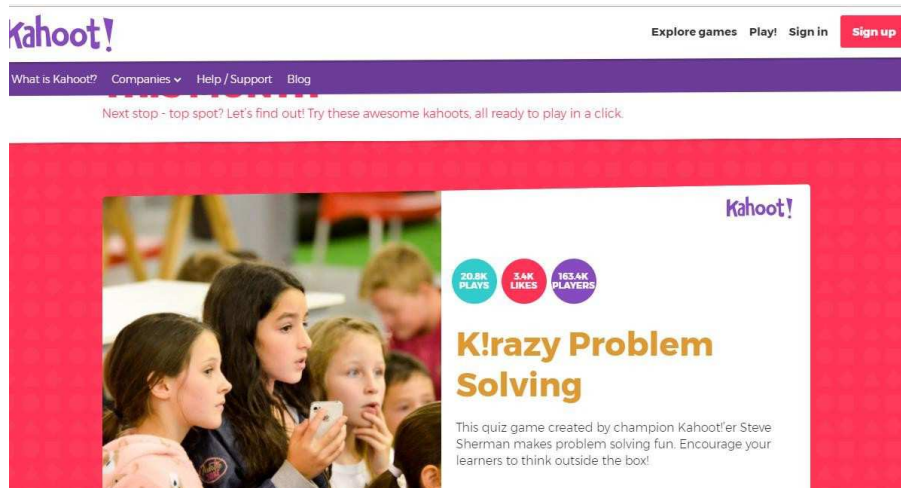 Kahoot!
Explore games Play! Sign in Sign up
What is Kahoot!? Companies Help / Support Blog
THIS MONTH
Next stop - top spot? Let's find out! Try these awesome kahoots, all ready to play in a click.
Kahoot!
20.8K PLAYS
3.4K LIKES
163.4K PLAYERS
K!razy Problem
Solving
This quiz game created by champion Kahoot!'er Steve
Sherman makes problem solving fun. Encourage your
learners to think outside the box!